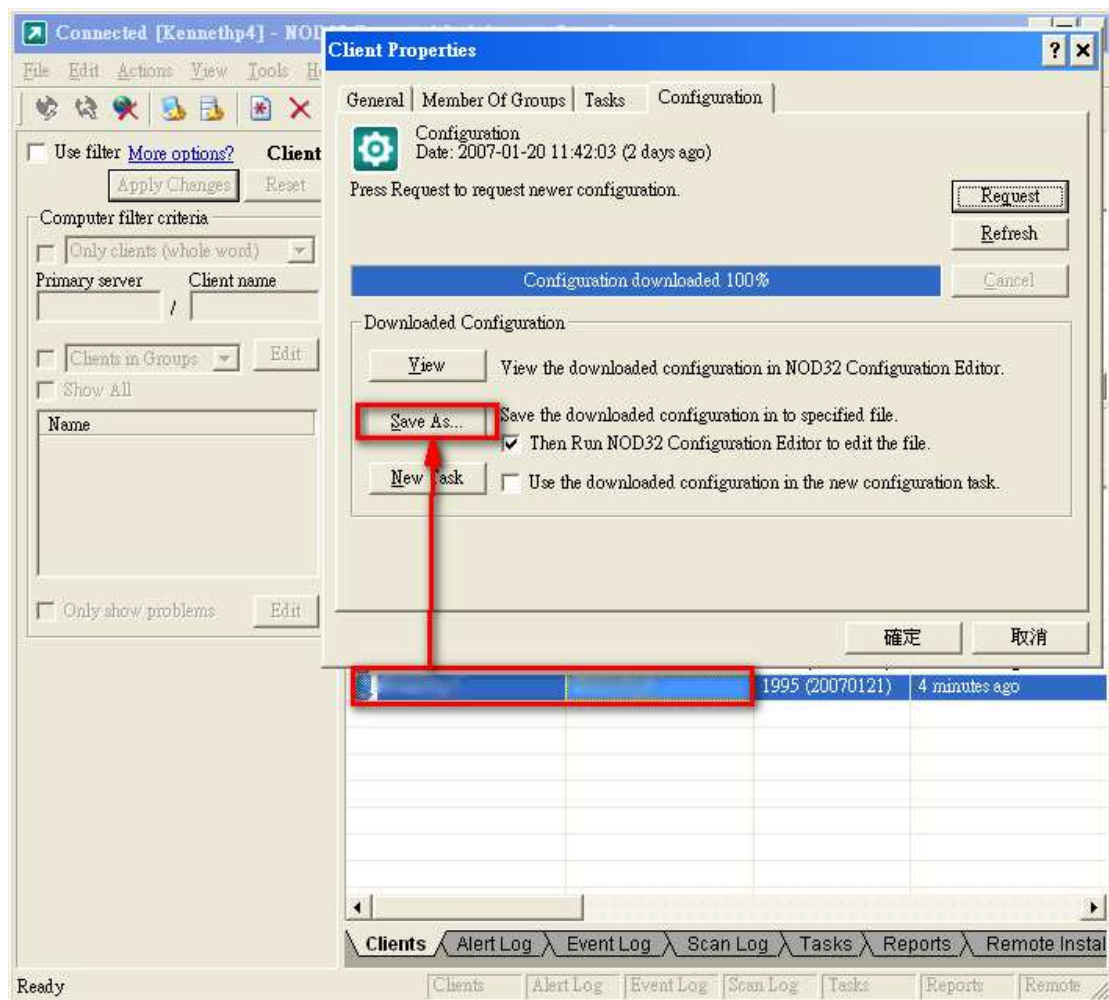 Connected [Kennethp4] - NOD
File Edit Actions View Tools H
Use filter More options? Client
Apply Changes Reset
Computer filter criteria
Only clients (whole word)
Primary server Client name
/
Clients in Groups Edit
Show All
Name
Only show problems Edit
Client Properties
General Member Of Groups Tasks Configuration
Configuration
Date: 2007-01-20 11:42:03 (2 days ago)
Press Request to request newer configuration.
Request
Refresh
Configuration downloaded 100%
Cancel
Downloaded Configuration
View View the downloaded configuration in NOD32 Configuration Editor.
Save As... Save the downloaded configuration in to specified file.
Then Run NOD32 Configuration Editor to edit the file.
New Task Use the downloaded configuration in the new configuration task.
確定 取消
1995 (20070121) 4 minutes ago
Clients Alert Log Event Log Scan Log Tasks Reports Remote Instal
Ready Clients Alert Log Event Log Scan Log Tasks Reports Remote